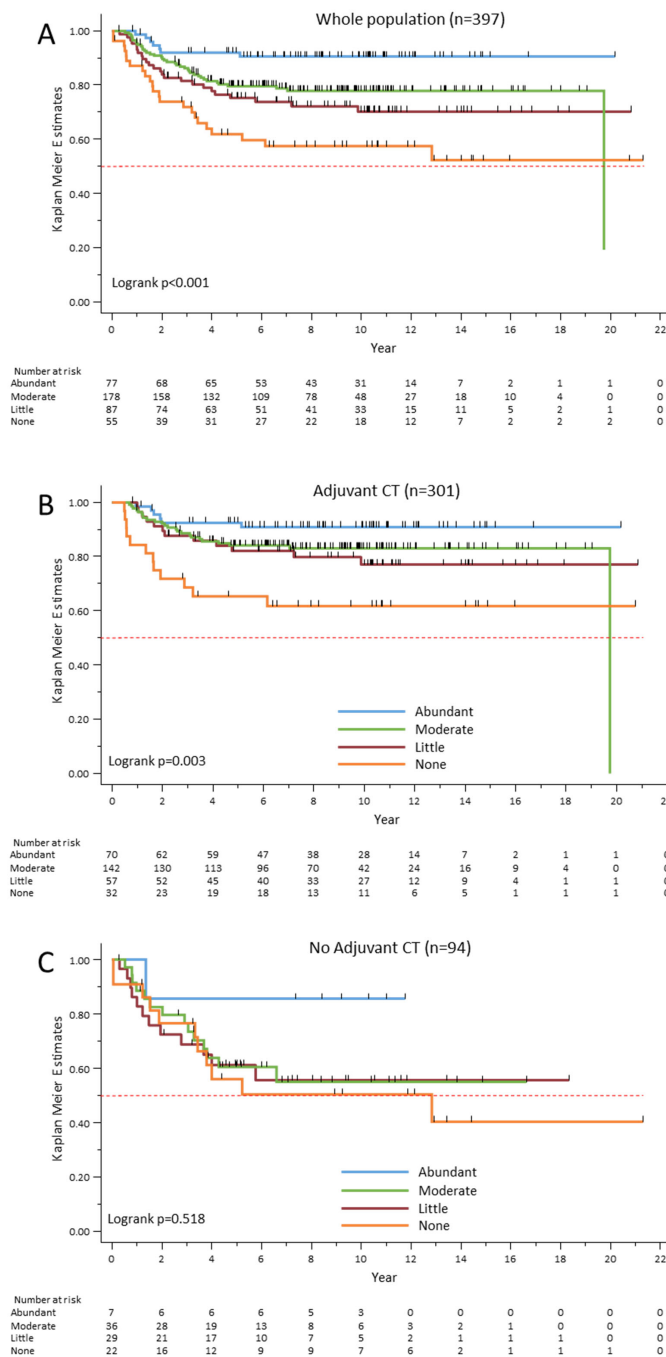 A
Whole population (n=397)
Kaplan Meier Estimates
1.00
0.80
0.60
0.40
0.20
0.00
Logrank p<0.001
0 2 4 6 8 10 12 14 16 18 20 22
Year
Number at risk
Abundant 77 68 65 53 43 31 14 7 2 1 1 0
Moderate 178 158 132 109 78 48 27 18 10 4 0 0
Little 87 74 63 51 41 33 15 11 5 2 1 0
None 55 39 31 27 22 18 12 7 2 2 2 0
B
Adjuvant CT (n=301)
Kaplan Meier Estimates
1.00
0.80
0.60
0.40
0.20
0.00
Abundant
Moderate
Little
None
Logrank p=0.003
0 2 4 6 8 10 12 14 16 18 20 22
Year
Number at risk
Abundant 70 62 59 47 38 28 14 7 2 1 1 0
Moderate 142 130 113 96 70 42 24 16 9 4 0 0
Little 57 52 45 40 33 27 12 9 4 1 1 0
None 32 23 19 18 13 11 6 5 1 1 1 0
C
No Adjuvant CT (n=94)
Kaplan Meier Estimates
1.00
0.80
0.60
0.40
0.20
0.00
Abundant
Moderate
Little
None
Logrank p=0.518
0 2 4 6 8 10 12 14 16 18 20 22
Year
Number at risk
Abundant 7 6 6 6 5 3 0 0 0 0 0 0
Moderate 36 28 19 13 8 6 3 2 1 0 0 0
Little 29 21 17 10 7 5 2 1 1 1 0 0
None 22 16 12 9 9 7 6 2 1 1 1 0